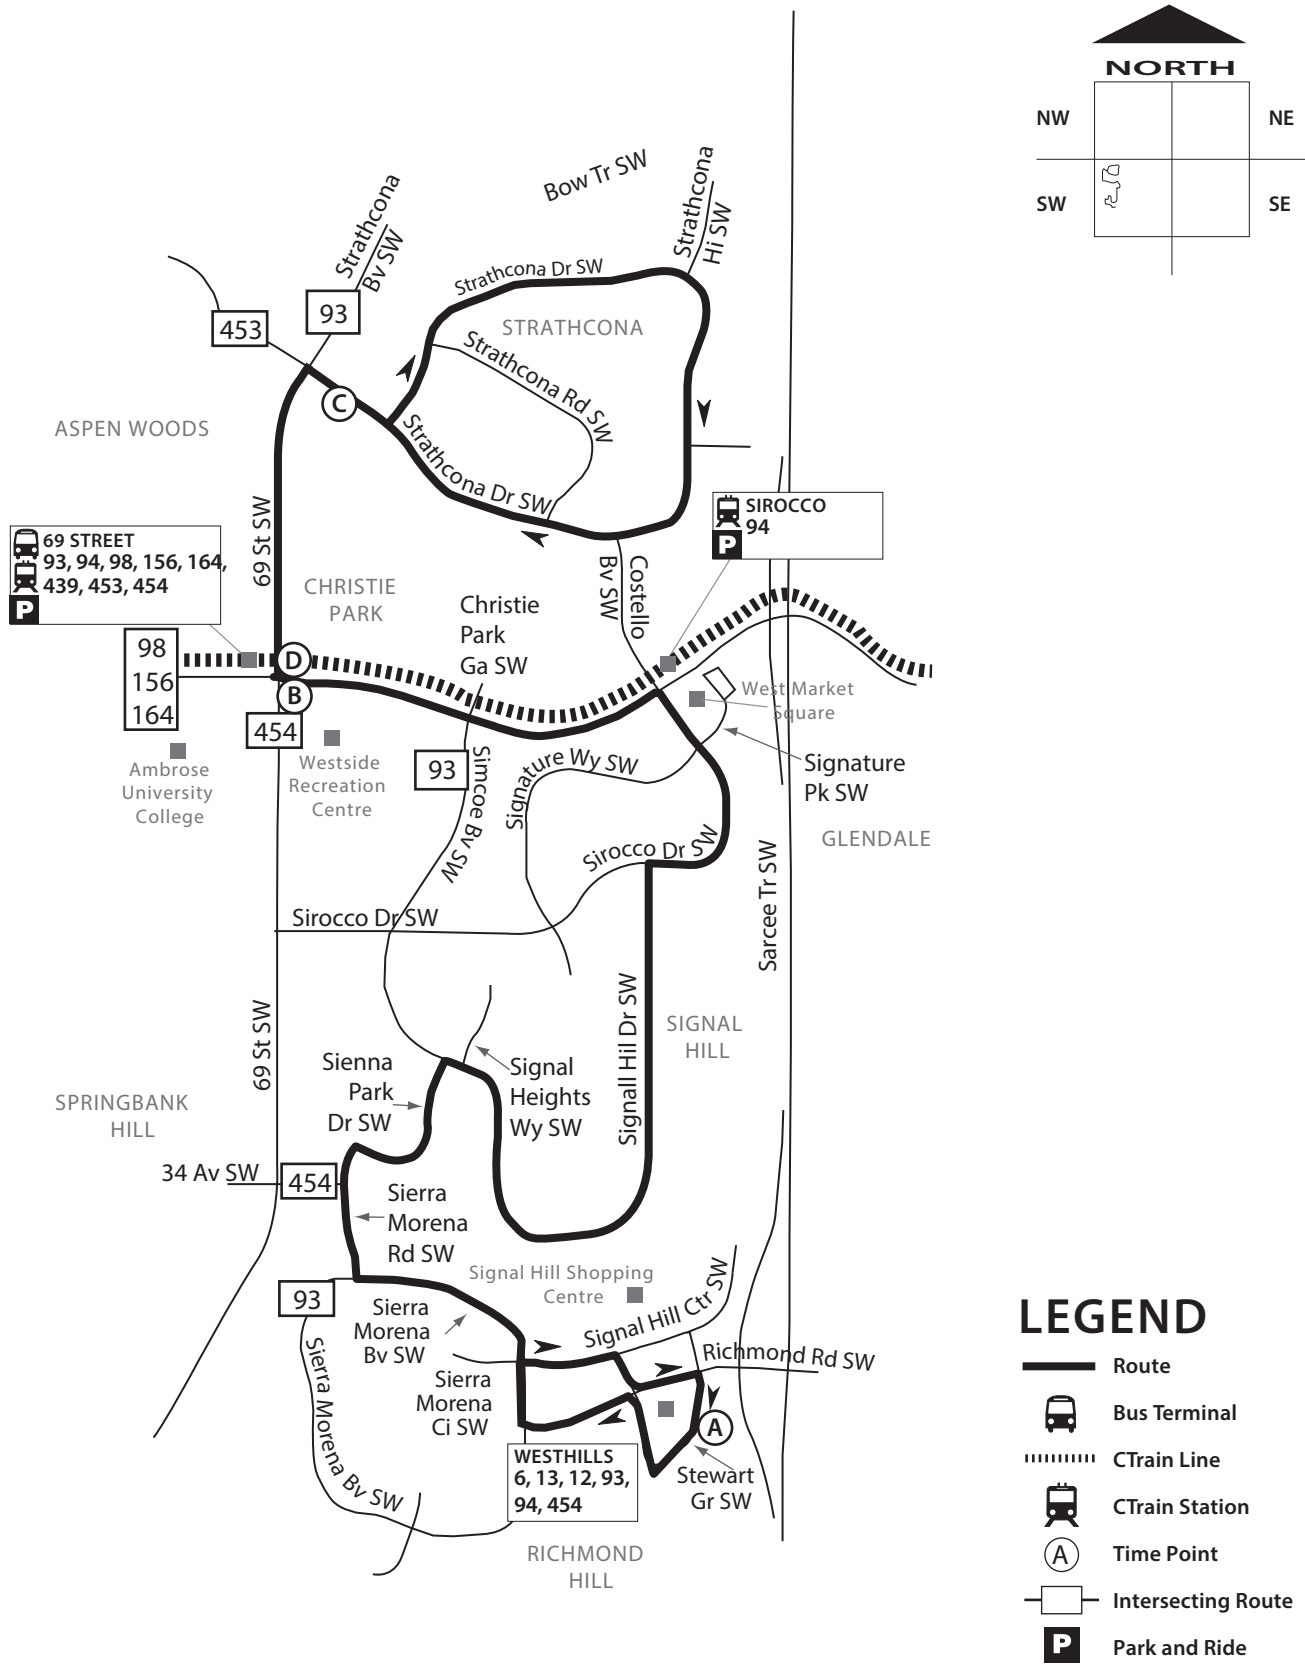 NORTH
NW
NE
SW
SE
Bow Tr SW
Strathcona
Hi SW
Strathcona
Bv SW
Strathcona Dr SW
93
453
STRATHCONA
Strathcona Rd SW
C
ASPEN WOODS
Strathcona Dr SW
69 St SW
SIROCCO
94
P
69 STREET
93, 94, 98, 156, 164,
439, 453, 454
P
CHRISTIE
PARK
Costello
Bv SW
Christie
Park
Ga SW
98
156
164
D
B
454
West Market
Square
Ambrose
University
College
Westside
Recreation
Centre
93
Simcoe Bv SW
Signature Wy SW
Signature
Pk SW
GLENDALE
Sirocco Dr SW
Sarcee Tr SW
Sirocco Dr SW
69 St SW
Signall Hil Dr SW
SIGNAL
HILL
Sienna
Park
Dr SW
Signal
Heights
Wy SW
SPRINGBANK
HILL
34 Av SW
454
Sierra
Morena
Rd SW
Signal Hill Shopping
Centre
Signal Hill Ctr SW
93
Sierra
Morena
Bv SW
Richmond Rd SW
Sierra
Morena
Ci SW
Sierra Morena Bv SW
A
WESTHILLS
6, 13, 12, 93,
94, 454
Stewart
Gr SW
RICHMOND
HILL
LEGEND
Route
Bus Terminal
CTrain Line
CTrain Station
A
Time Point
Intersecting Route
P
Park and Ride